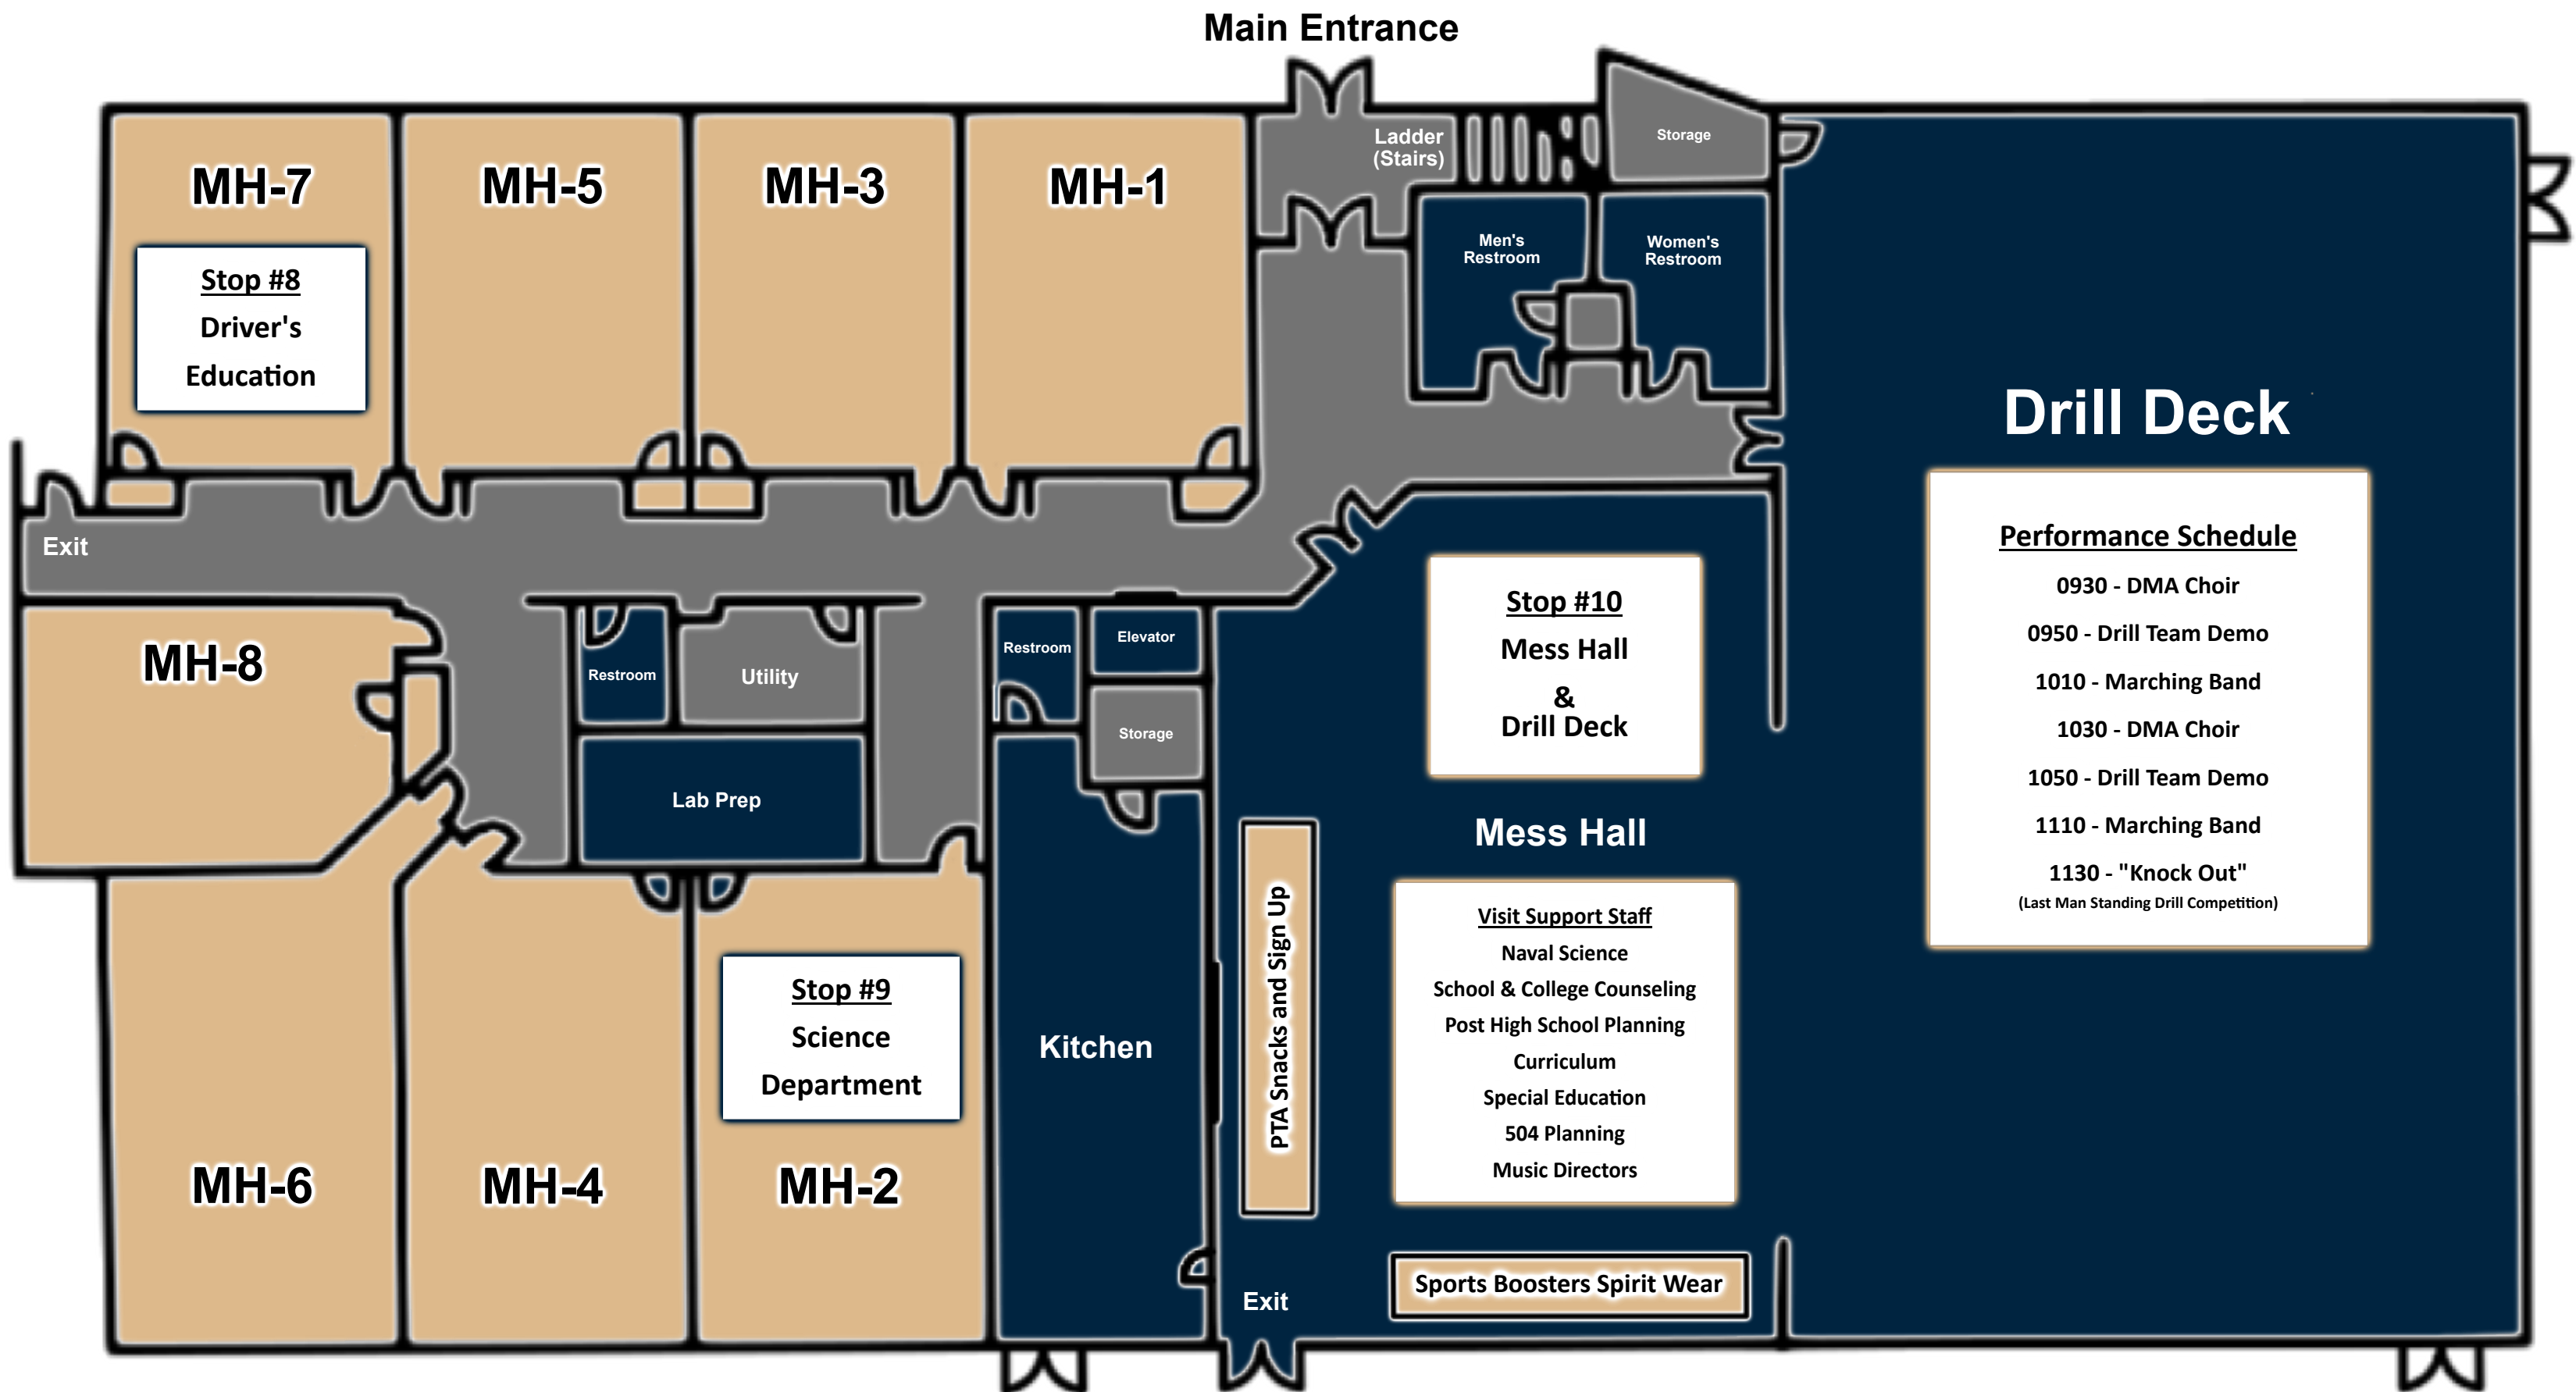 Main Entrance
Ladder
(Stairs)
Storage
MH-7
MH-5
MH-3
MH-1
Men's
Restroom
Women's
Restroom
Stop #8
Driver's
Education
Drill Deck
Performance Schedule
0930 - DMA Choir
0950 - Drill Team Demo
1010 - Marching Band
1030 - DMA Choir
1050 - Drill Team Demo
1110 - Marching Band
1130 - "Knock Out"
(Last Man Standing Drill Competition)
Exit
Stop #10
Mess Hall
&
Drill Deck
MH-8
Restroom
Utility
Restroom
Elevator
Storage
Lab Prep
Mess Hall
PTA Snacks and Sign Up
Visit Support Staff
Naval Science
School & College Counseling
Post High School Planning
Curriculum
Special Education
504 Planning
Music Directors
Stop #9
Science
Department
Kitchen
MH-6
MH-4
MH-2
Exit
Sports Boosters Spirit Wear